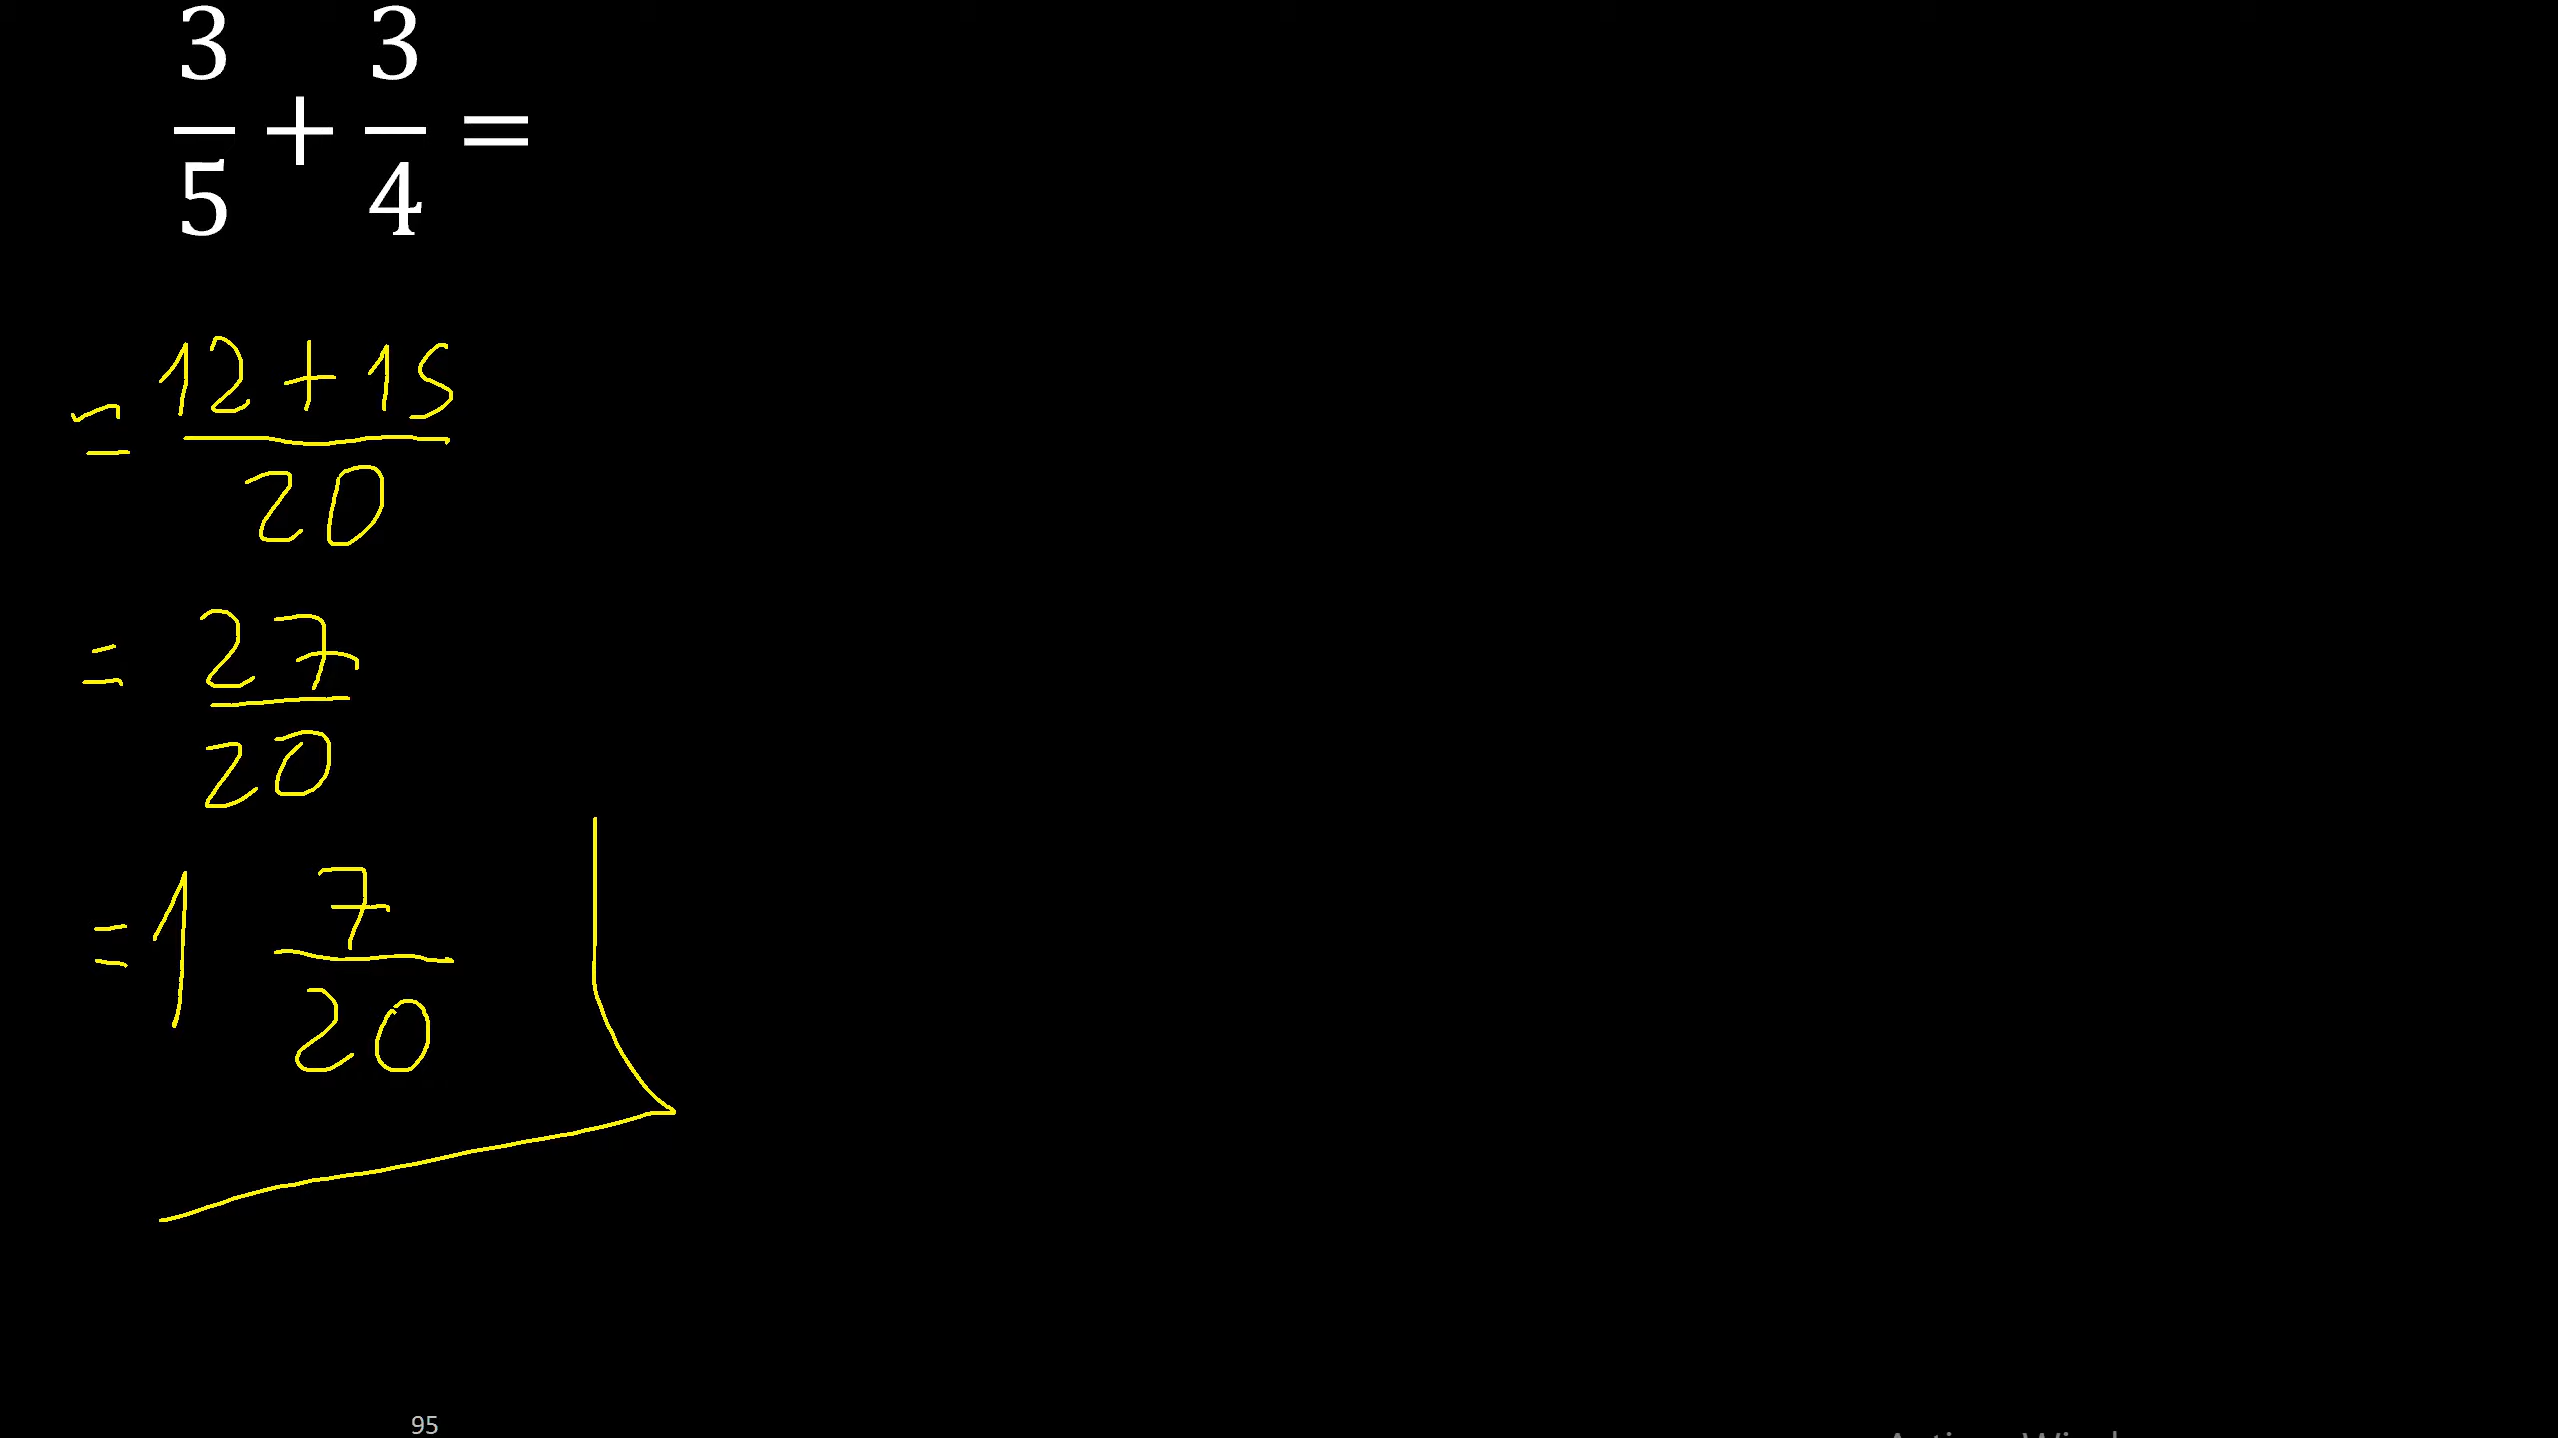 3/5 + 3/4 =
= 12 + 15 / 20
= 27/20
= 1 7/20
95